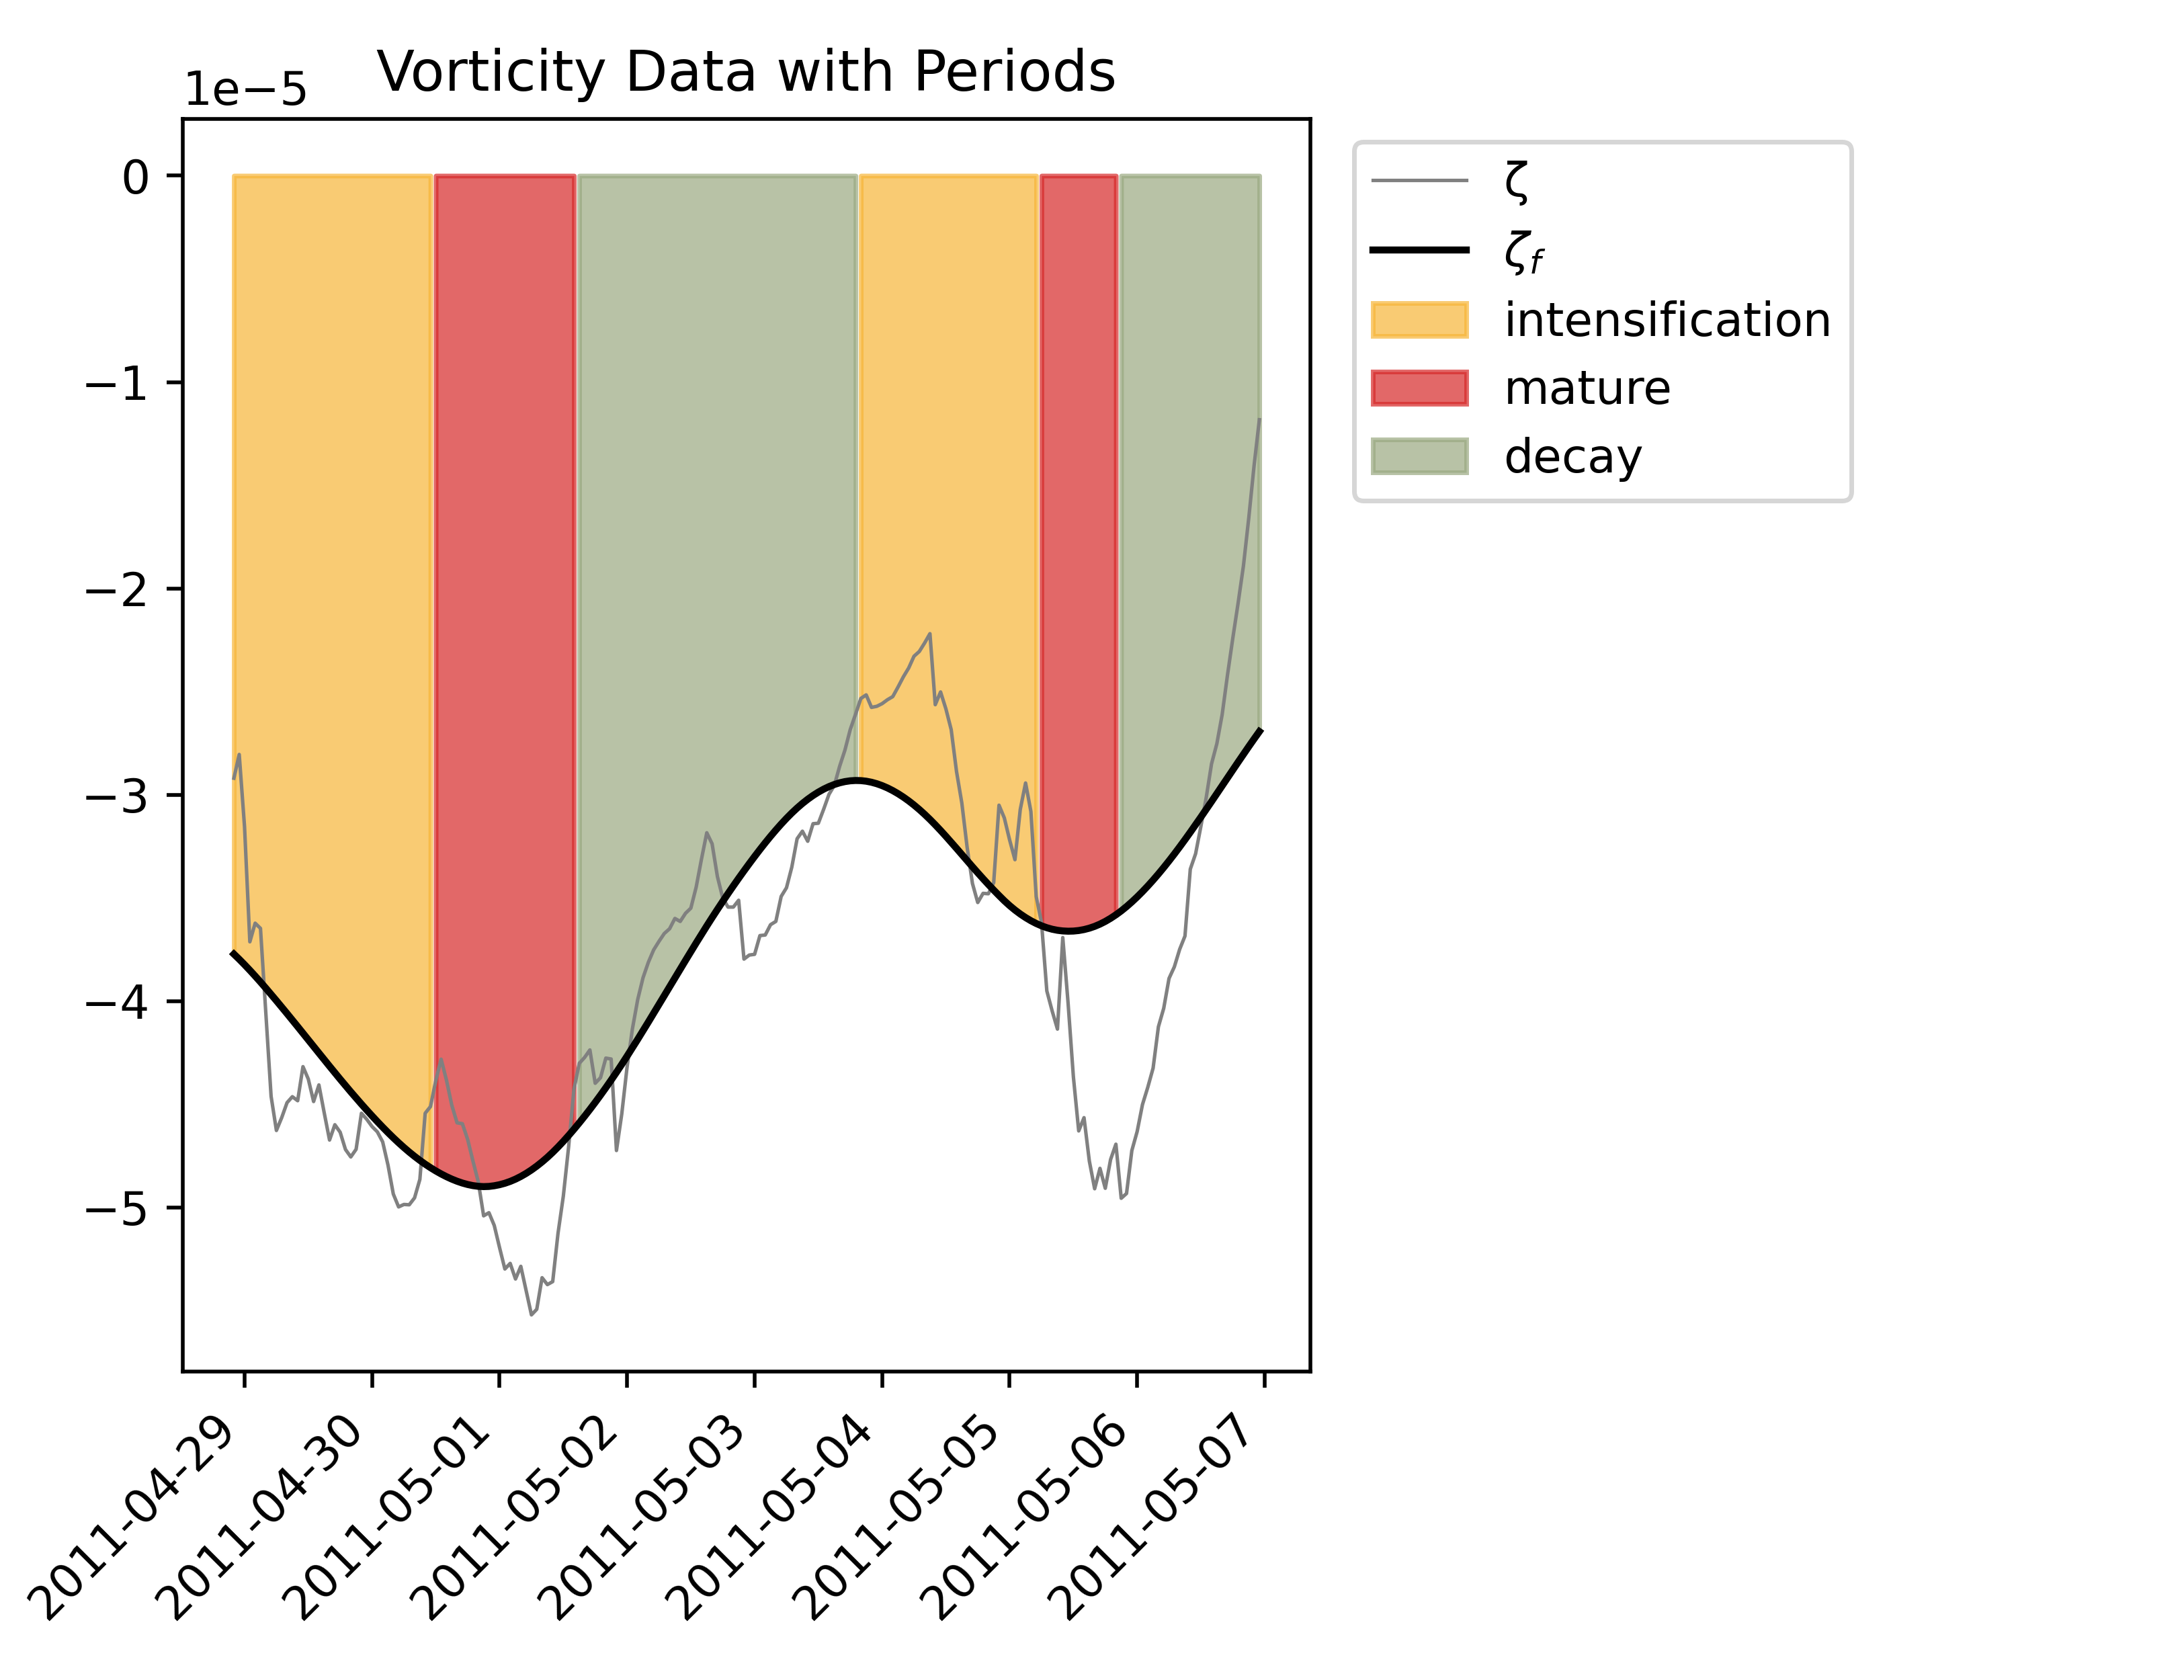 Vorticity Data with Periods
1e−5
0
−1
−2
−3
−4
−5
2011-04-29
2011-04-30
2011-05-01
2011-05-02
2011-05-03
2011-05-04
2011-05-05
2011-05-06
2011-05-07
ζ
ζf
intensification
mature
decay